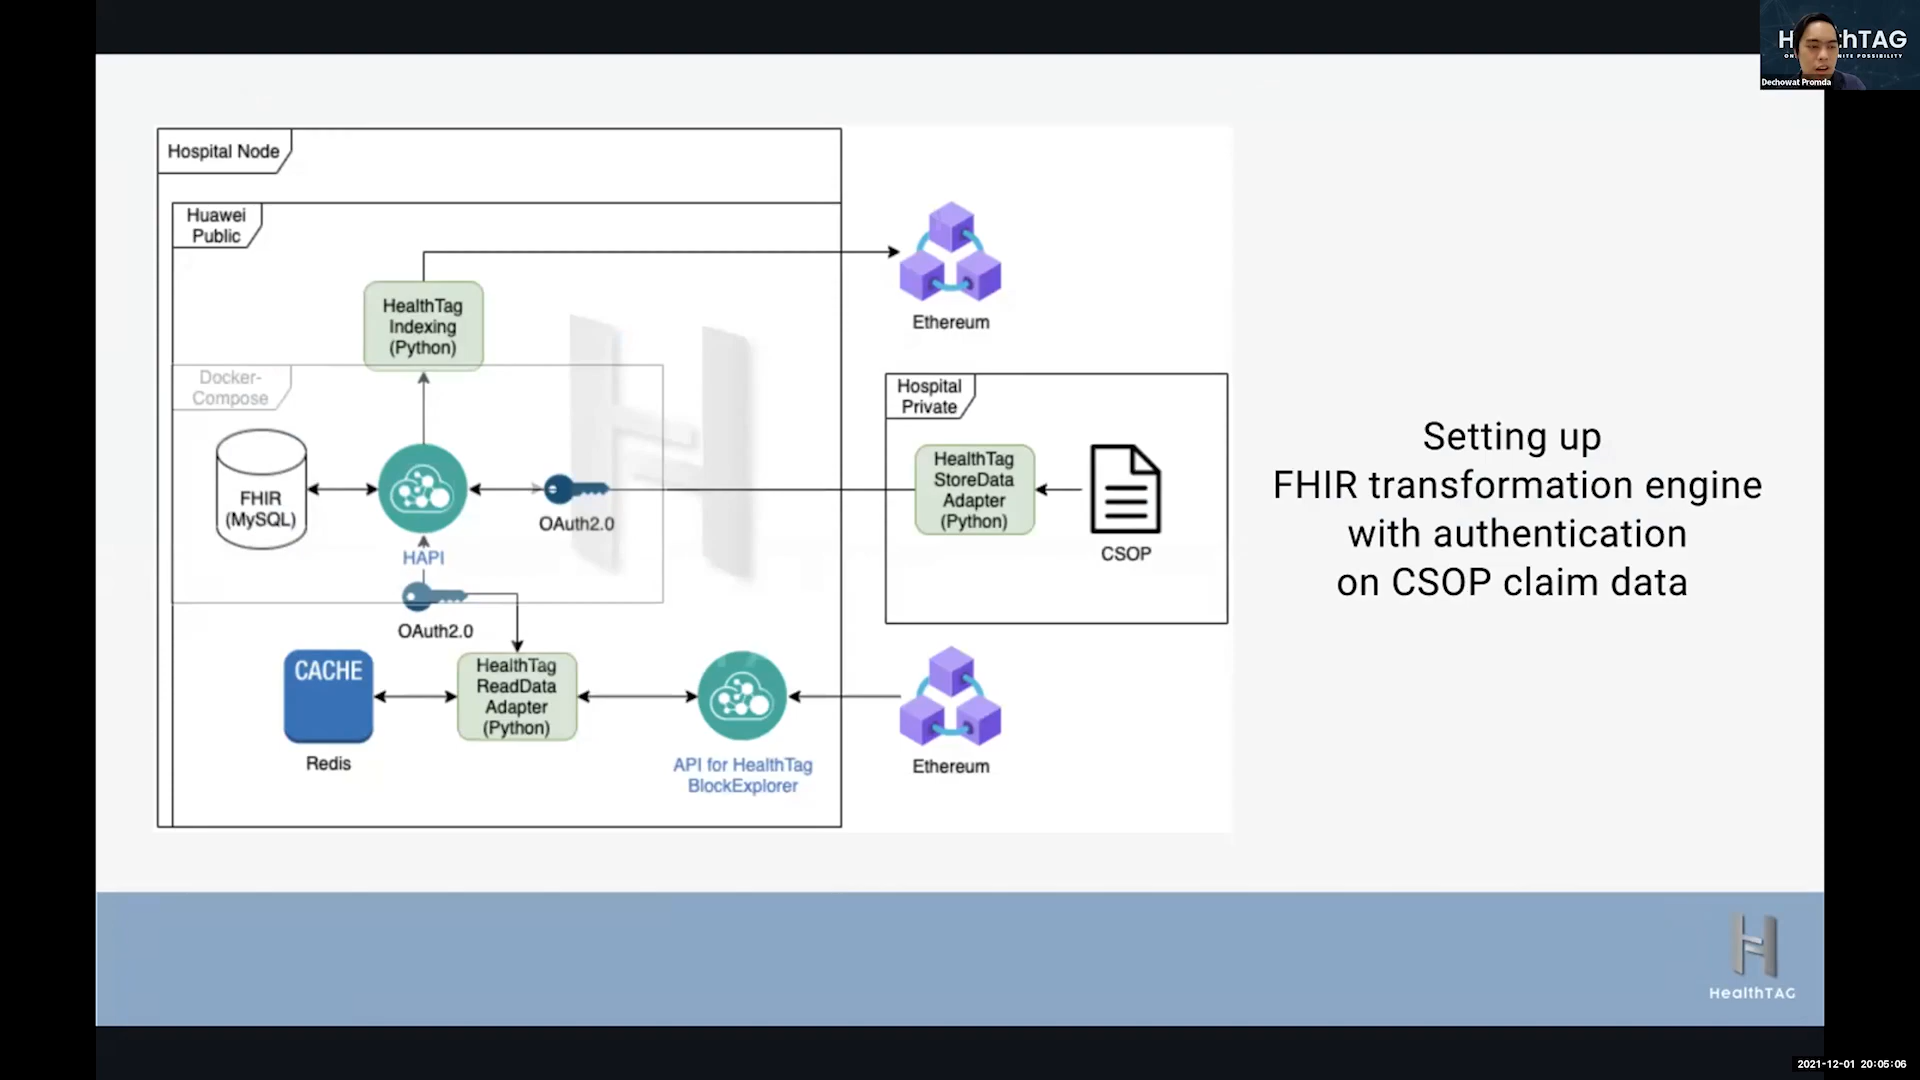 Hospital Node
Huawei
Public
HealthTag
Indexing
(Python)
Ethereum
Docker-
Compose
FHIR
(MySQL)
HAPI
OAuth2.0
Hospital
Private
HealthTag
StoreData
Adapter
(Python)
CSOP
OAuth2.0
CACHE
Redis
HealthTag
ReadData
Adapter
(Python)
API for HealthTag
BlockExplorer
Ethereum
Setting up
FHIR transformation engine
with authentication
on CSOP claim data
HealthTAG
Dechowat Promda
2021-12-01 20:05:06